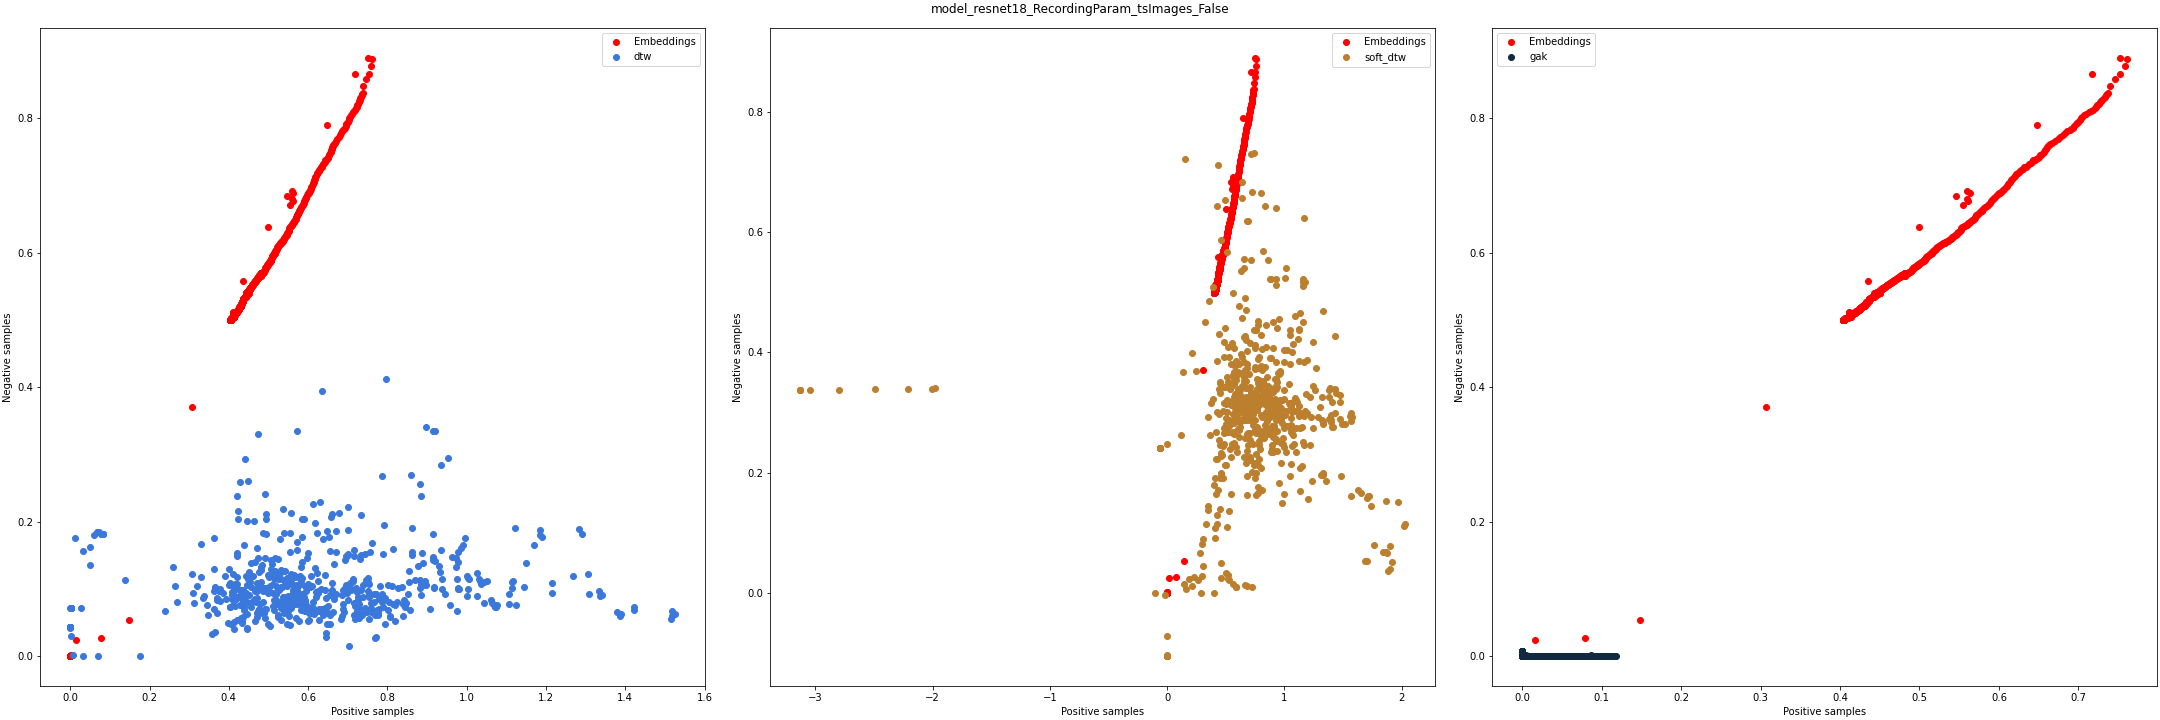 model_resnet18_RecordingParam_tsImages_False
Embeddings
dtw
Negative samples
0.8
0.6
0.4
0.2
0.0
0.0 0.2 0.4 0.6 0.8 1.0 1.2 1.4 1.6
Positive samples
Embeddings
soft_dtw
Negative samples
0.8
0.6
0.4
0.2
0.0
−3 −2 −1 0 1 2
Positive samples
Embeddings
gak
Negative samples
0.8
0.6
0.4
0.2
0.0
0.0 0.1 0.2 0.3 0.4 0.5 0.6 0.7
Positive samples